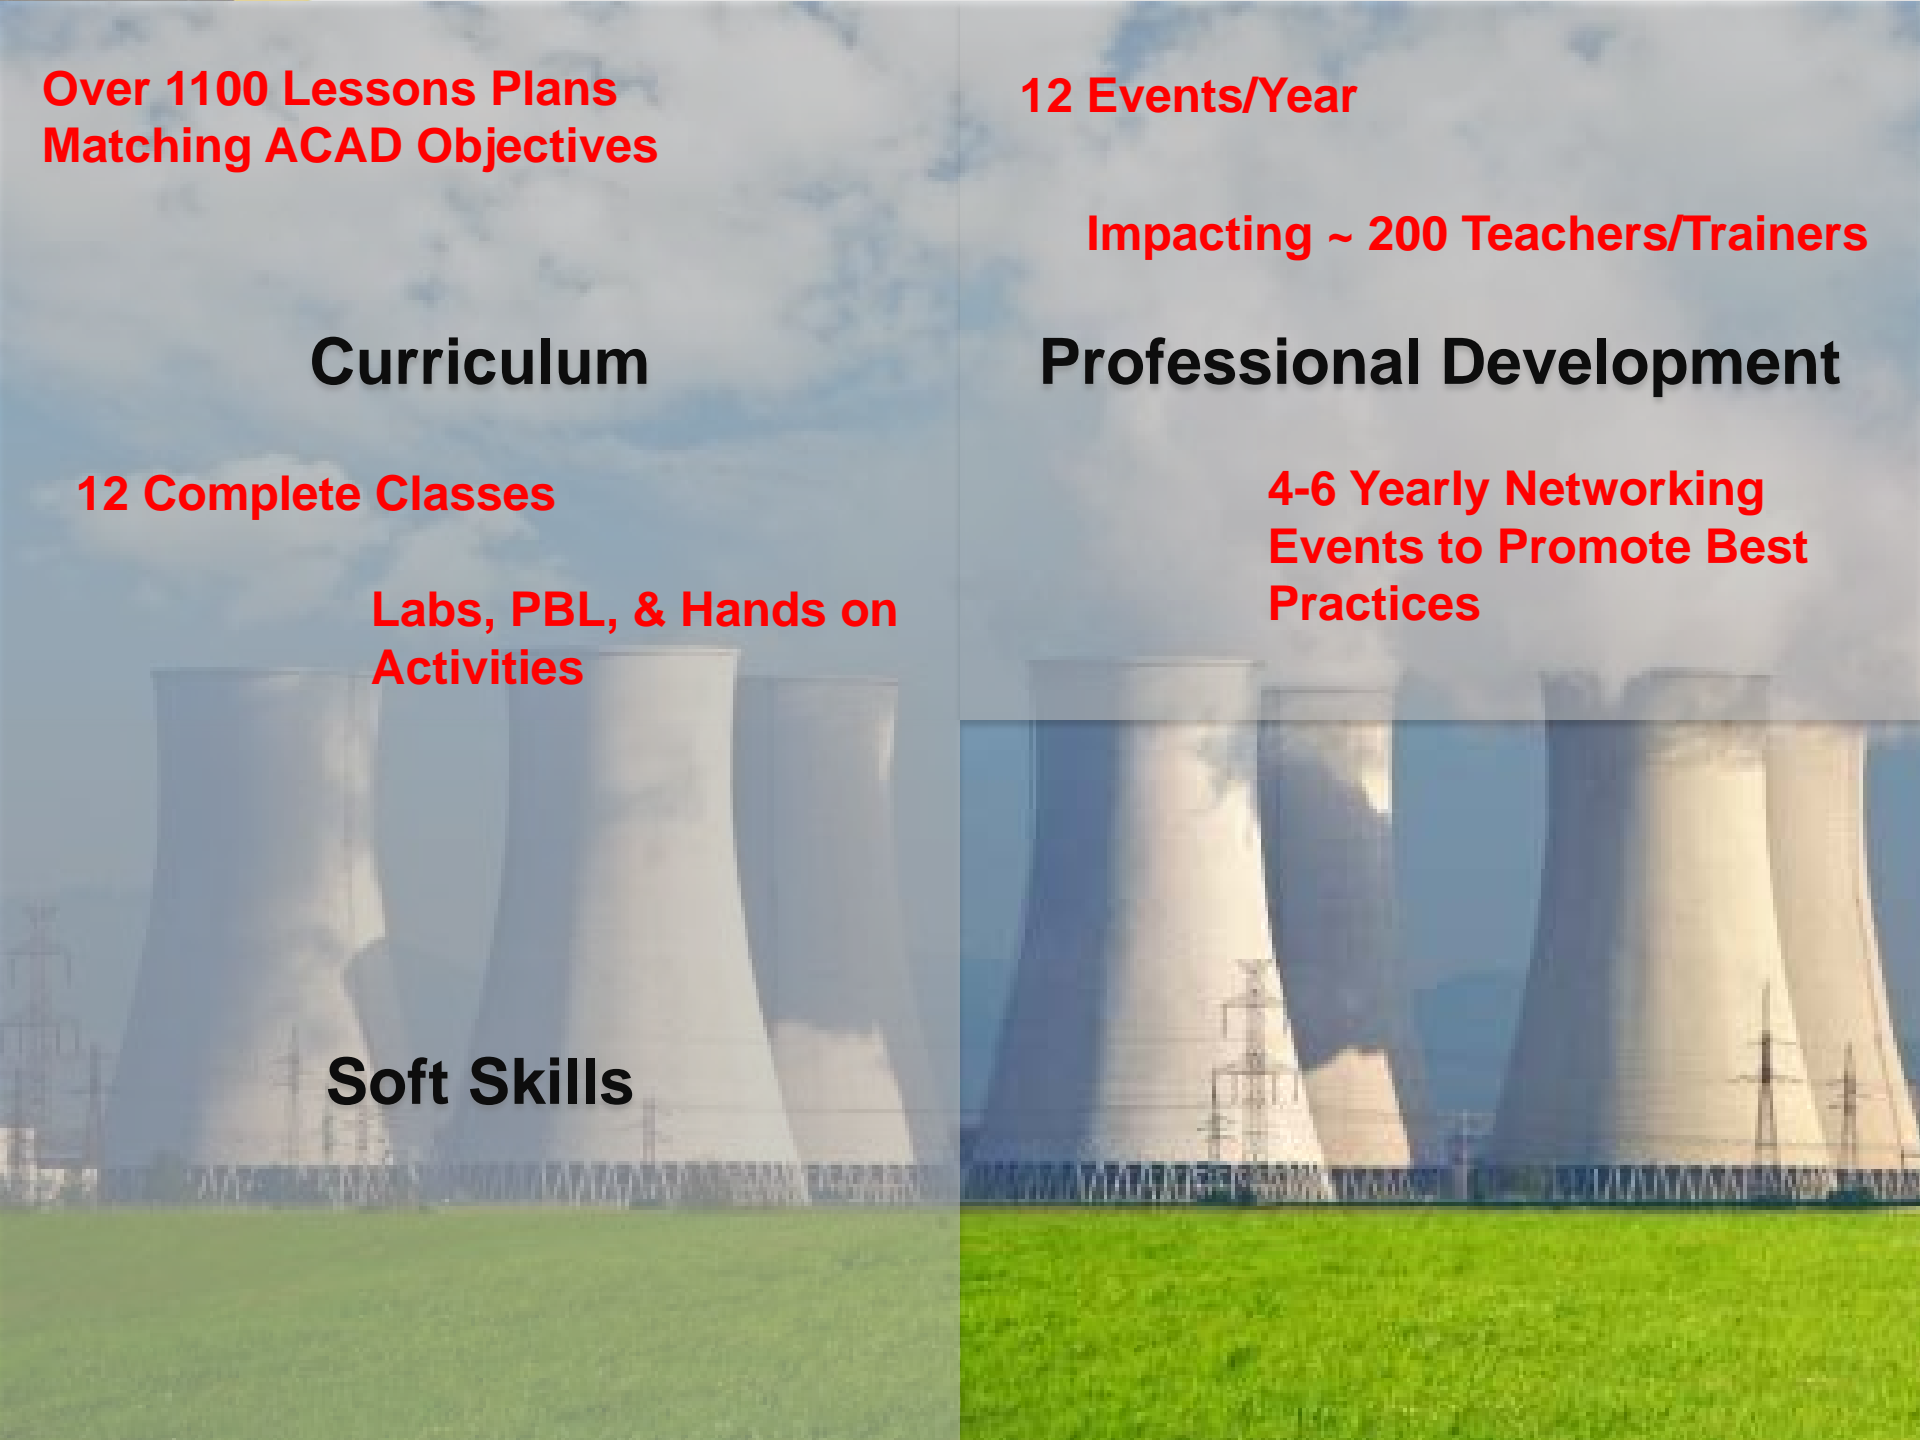 Over 1100 Lessons Plans
Matching ACAD Objectives
Curriculum
12 Complete Classes
Labs, PBL, & Hands on
Activities
12 Events/Year
Impacting ~ 200 Teachers/Trainers
Professional Development
4-6 Yearly Networking
Events to Promote Best
Practices
Soft Skills